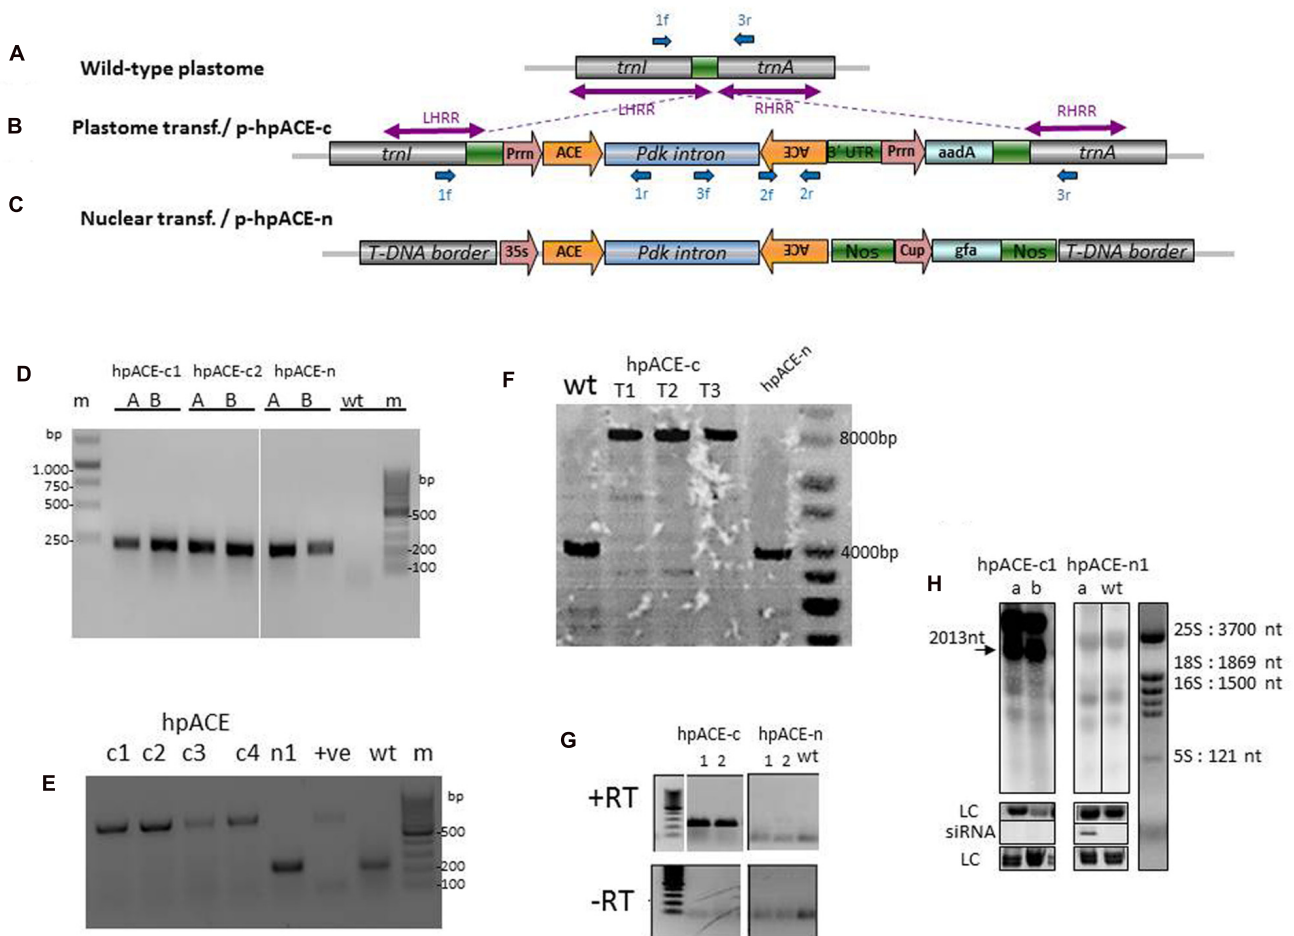 1f 3r
A
Wild-type plastome
trnI trnA
LHRR RHRR
B
Plastome transf./ p-hpACE-c
LHRR RHRR
trnI Prrn ACE Pdk intron ACE 3' UTR Prrn aadA trnA
1f 1r 3f 2f 2r 3r
C
Nuclear transf. / p-hpACE-n
T-DNA border 35s ACE Pdk intron ACE Nos Cup gfa Nos T-DNA border
D
hpACE-c1 hpACE-c2 hpACE-n
m A B A B A B wt m
bp
1.000-
750-
500-
250-
bp
-500
-200
-100
E
hpACE
c1 c2 c3 c4 n1 +ve wt m
bp
-500
-200
-100
F
hpACE-c
hpACE-n
wt T1 T2 T3
8000bp
4000bp
G
hpACE-c hpACE-n
1 2 1 2 wt
+RT
-RT
H
hpACE-c1 hpACE-n1
a b a wt
2013nt
25S : 3700 nt
18S : 1869 nt
16S : 1500 nt
5S : 121 nt
LC
siRNA
LC